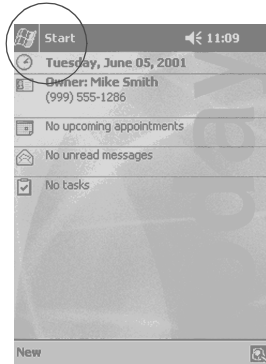 Start 11:09
Tuesday, June 05, 2001
Owner: Mike Smith
(999) 555-1286
No upcoming appointments
No unread messages
No tasks
New